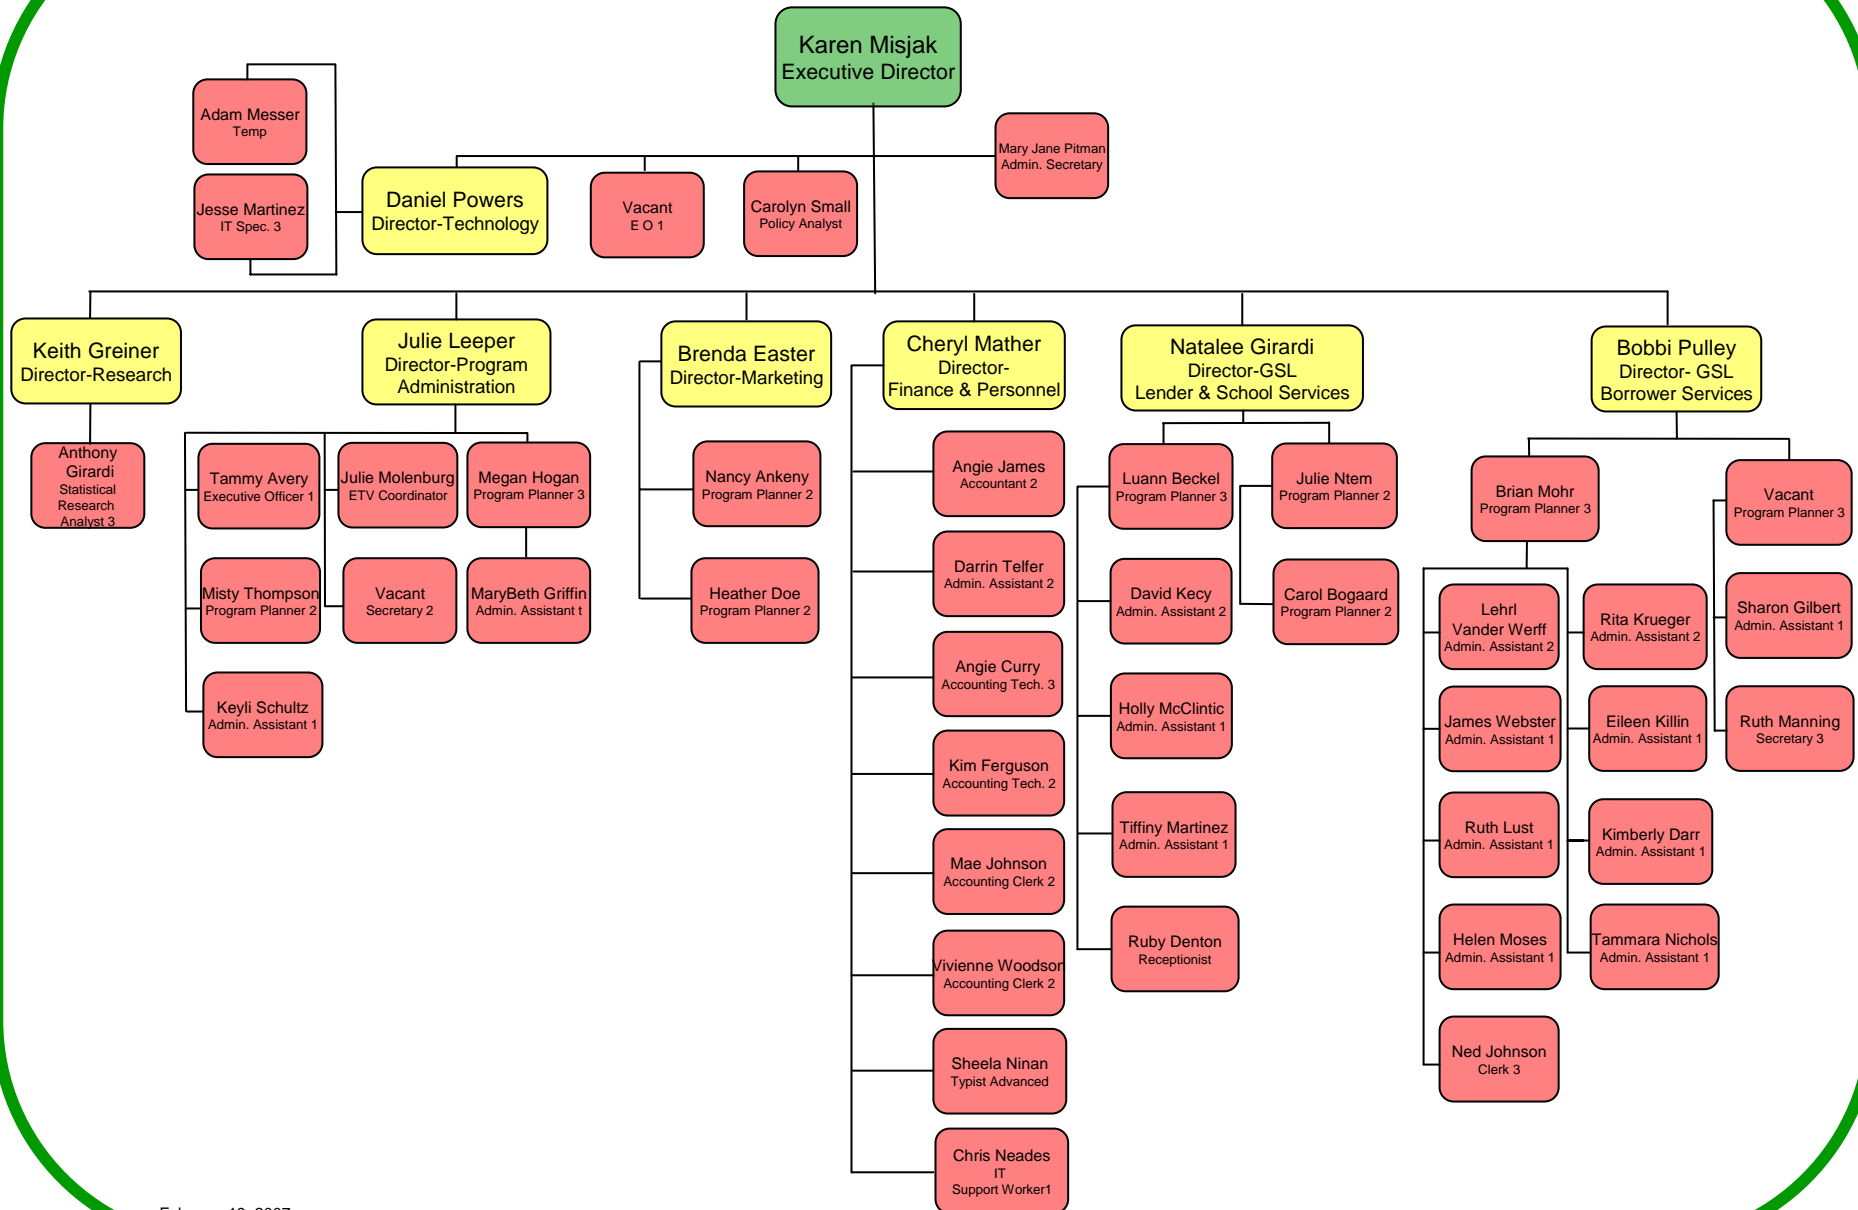 Karen Misjak
Executive Director
Adam Messer
Temp
Mary Jane Pitman
Admin. Secretary
Jesse Martinez
IT Spec. 3
Daniel Powers
Director-Technology
Vacant
E O 1
Carolyn Small
Policy Analyst
Keith Greiner
Director-Research
Julie Leeper
Director-Program
Administration
Brenda Easter
Director-Marketing
Cheryl Mather
Director-
Finance & Personnel
Natalee Girardi
Director-GSL
Lender & School Services
Bobbi Pulley
Director- GSL
Borrower Services
Anthony
Girardi
Statistical
Research
Analyst 3
Tammy Avery
Executive Officer 1
Julie Molenburg
ETV Coordinator
Megan Hogan
Program Planner 3
Misty Thompson
Program Planner 2
Vacant
Secretary 2
MaryBeth Griffin
Admin. Assistant t
Keyli Schultz
Admin. Assistant 1
Nancy Ankeny
Program Planner 2
Heather Doe
Program Planner 2
Angie James
Accountant 2
Darrin Telfer
Admin. Assistant 2
Angie Curry
Accounting Tech. 3
Kim Ferguson
Accounting Tech. 2
Mae Johnson
Accounting Clerk 2
Vivienne Woodson
Accounting Clerk 2
Sheela Ninan
Typist Advanced
Chris Neades
IT
Support Worker1
Luann Beckel
Program Planner 3
Julie Ntem
Program Planner 2
David Kecy
Admin. Assistant 2
Carol Bogaard
Program Planner 2
Holly McClintic
Admin. Assistant 1
Tiffiny Martinez
Admin. Assistant 1
Ruby Denton
Receptionist
Brian Mohr
Program Planner 3
Vacant
Program Planner 3
Lehrl
Vander Werff
Admin. Assistant 2
Rita Krueger
Admin. Assistant 2
Sharon Gilbert
Admin. Assistant 1
James Webster
Admin. Assistant 1
Eileen Killin
Admin. Assistant 1
Ruth Manning
Secretary 3
Ruth Lust
Admin. Assistant 1
Kimberly Darr
Admin. Assistant 1
Helen Moses
Admin. Assistant 1
Tammara Nichols
Admin. Assistant 1
Ned Johnson
Clerk 3